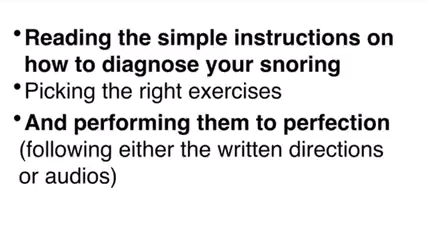 •Reading the simple instructions on
how to diagnose your snoring
•Picking the right exercises
•And performing them to perfection
(following either the written directions
or audios)